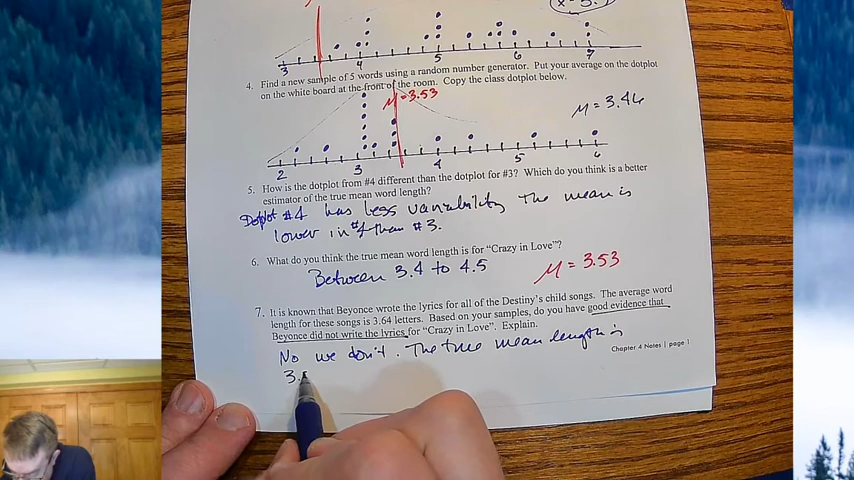 3
4
5
6
7
4. Find a new sample of 5 words using a random number generator. Put your average on the dotplot
on the white board at the front of the room. Copy the class dotplot below.
μ = 3.53
μ = 3.46
2
3
4
5
6
5. How is the dotplot from #4 different than the dotplot for #3? Which do you think is a better
estimator of the true mean word length?
Dotplot #4 has less variability The mean is
lower in #4 than #3.
6. What do you think the true mean word length is for "Crazy in Love"?
Between 3.4 to 4.5
μ = 3.53
7. It is known that Beyonce wrote the lyrics for all of the Destiny's child songs. The average word
length for these songs is 3.64 letters. Based on your samples, do you have good evidence that
Beyonce did not write the lyrics for "Crazy in Love". Explain.
No we don't. The true mean length is
3.
Chapter 4 Notes | page 1